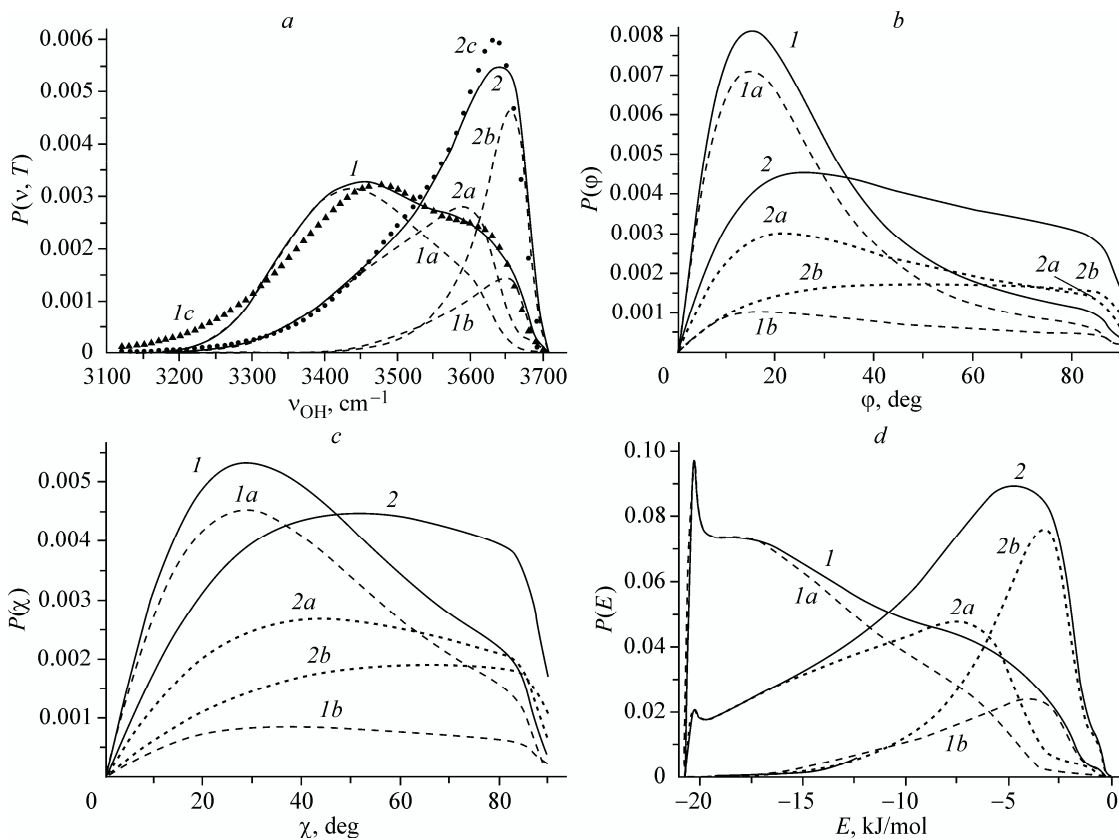 a
0.006
0.005
0.004
0.003
0.002
0.001
0
P(ν, T)
2c
2
2b
1
2a
1a
1c
1b
3100 3200 3300 3400 3500 3600 3700
νOH, cm−1
b
0.008
0.007
0.006
0.005
0.004
0.003
0.002
0.001
P(φ)
1
1a
2
2a
2b
2a 2b
1b
0 20 40 60 80
φ, deg
c
0.005
0.004
0.003
0.002
0.001
P(χ)
1
1a
2
2a
2b
1b
0 20 40 60 80
χ, deg
d
0.10
0.08
0.06
0.04
0.02
0
P(E)
2
2b
1
1a
2a
1b
−20 −15 −10 −5 0
E, kJ/mol